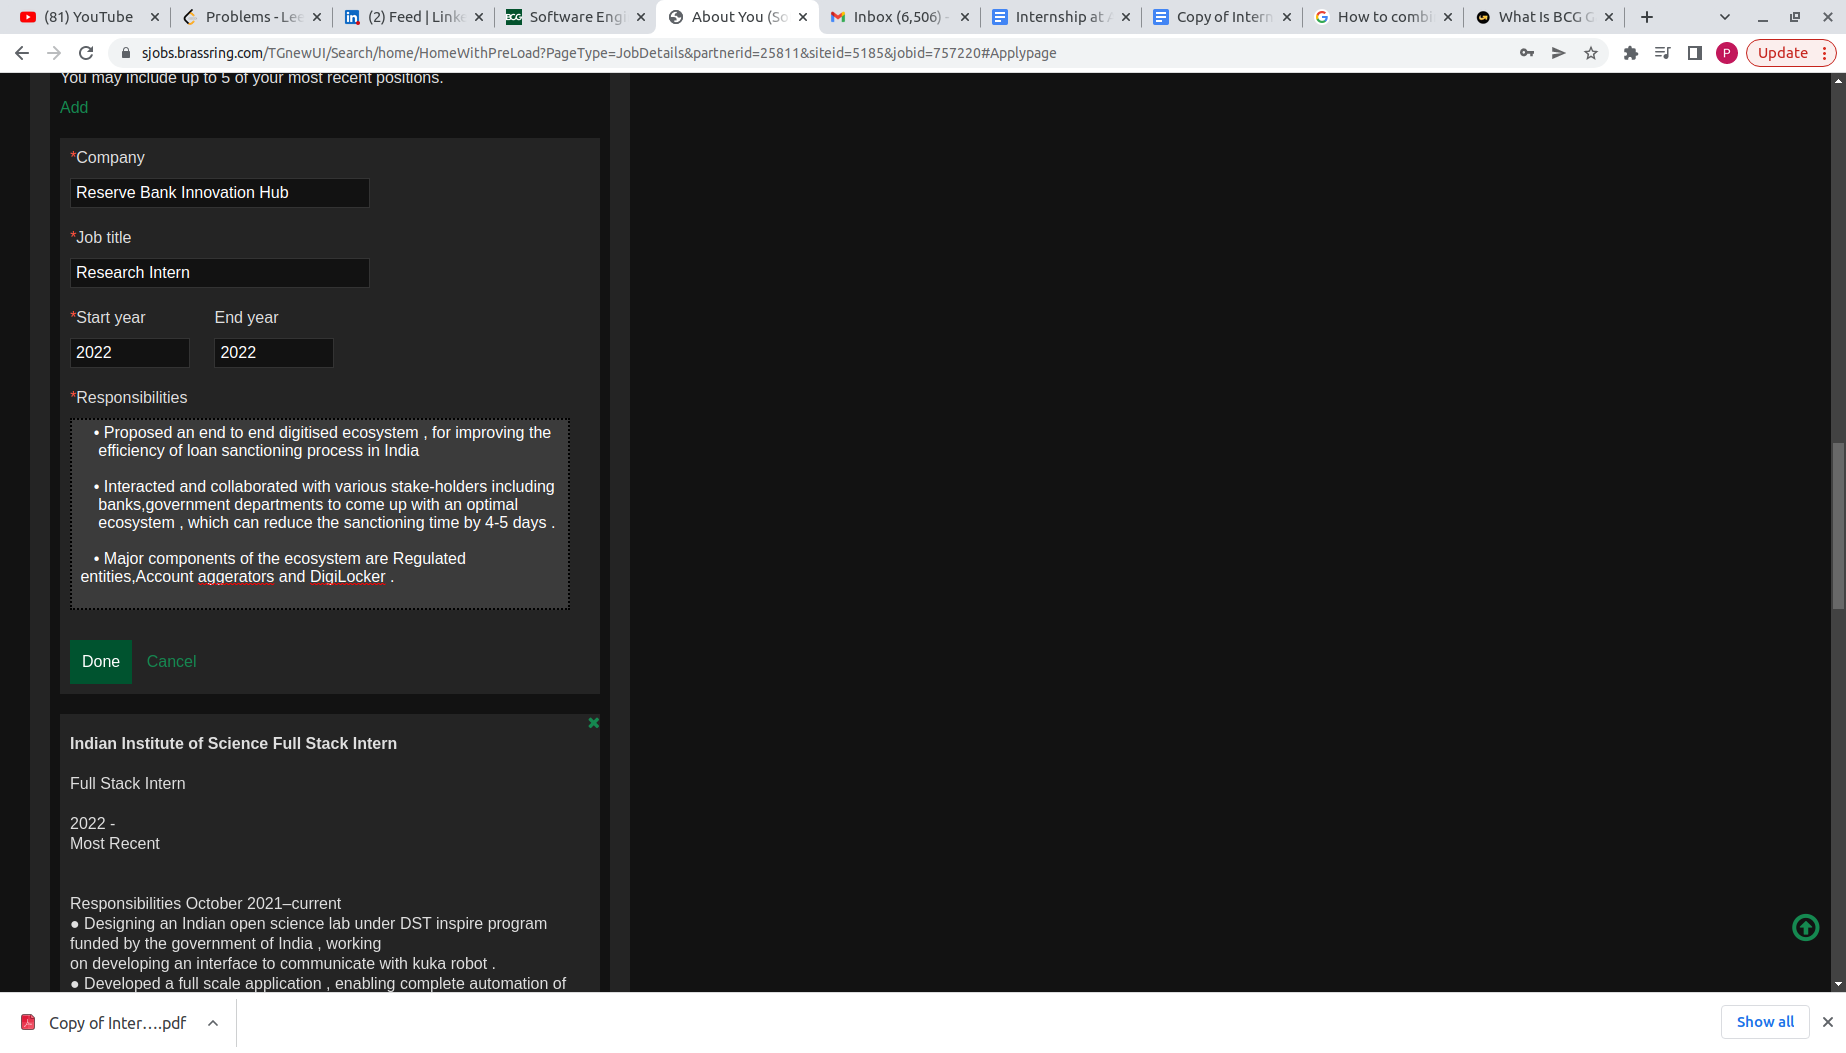 (81) YouTube
Problems - Lee
(2) Feed | Linke
Software Engi
About You (So
Inbox (6,506) -
Internship at A
Copy of Intern
How to combi
What Is BCG G
sjobs.brassring.com/TGnewUI/Search/home/HomeWithPreLoad?PageType=JobDetails&partnerid=25811&siteid=5185&jobid=757220#Applypage
P
Update
You may include up to 5 of your most recent positions.
Add
*Company
Reserve Bank Innovation Hub
*Job title
Research Intern
*Start year End year
2022 2022
*Responsibilities
• Proposed an end to end digitised ecosystem , for improving the
efficiency of loan sanctioning process in India
• Interacted and collaborated with various stake-holders including
banks,government departments to come up with an optimal
ecosystem , which can reduce the sanctioning time by 4-5 days .
• Major components of the ecosystem are Regulated
entities,Account aggerators and DigiLocker .
Done Cancel
Indian Institute of Science Full Stack Intern
Full Stack Intern
2022 -
Most Recent
Responsibilities October 2021–current
● Designing an Indian open science lab under DST inspire program
funded by the government of India , working
on developing an interface to communicate with kuka robot .
● Developed a full scale application , enabling complete automation of
Copy of Inter....pdf
Show all